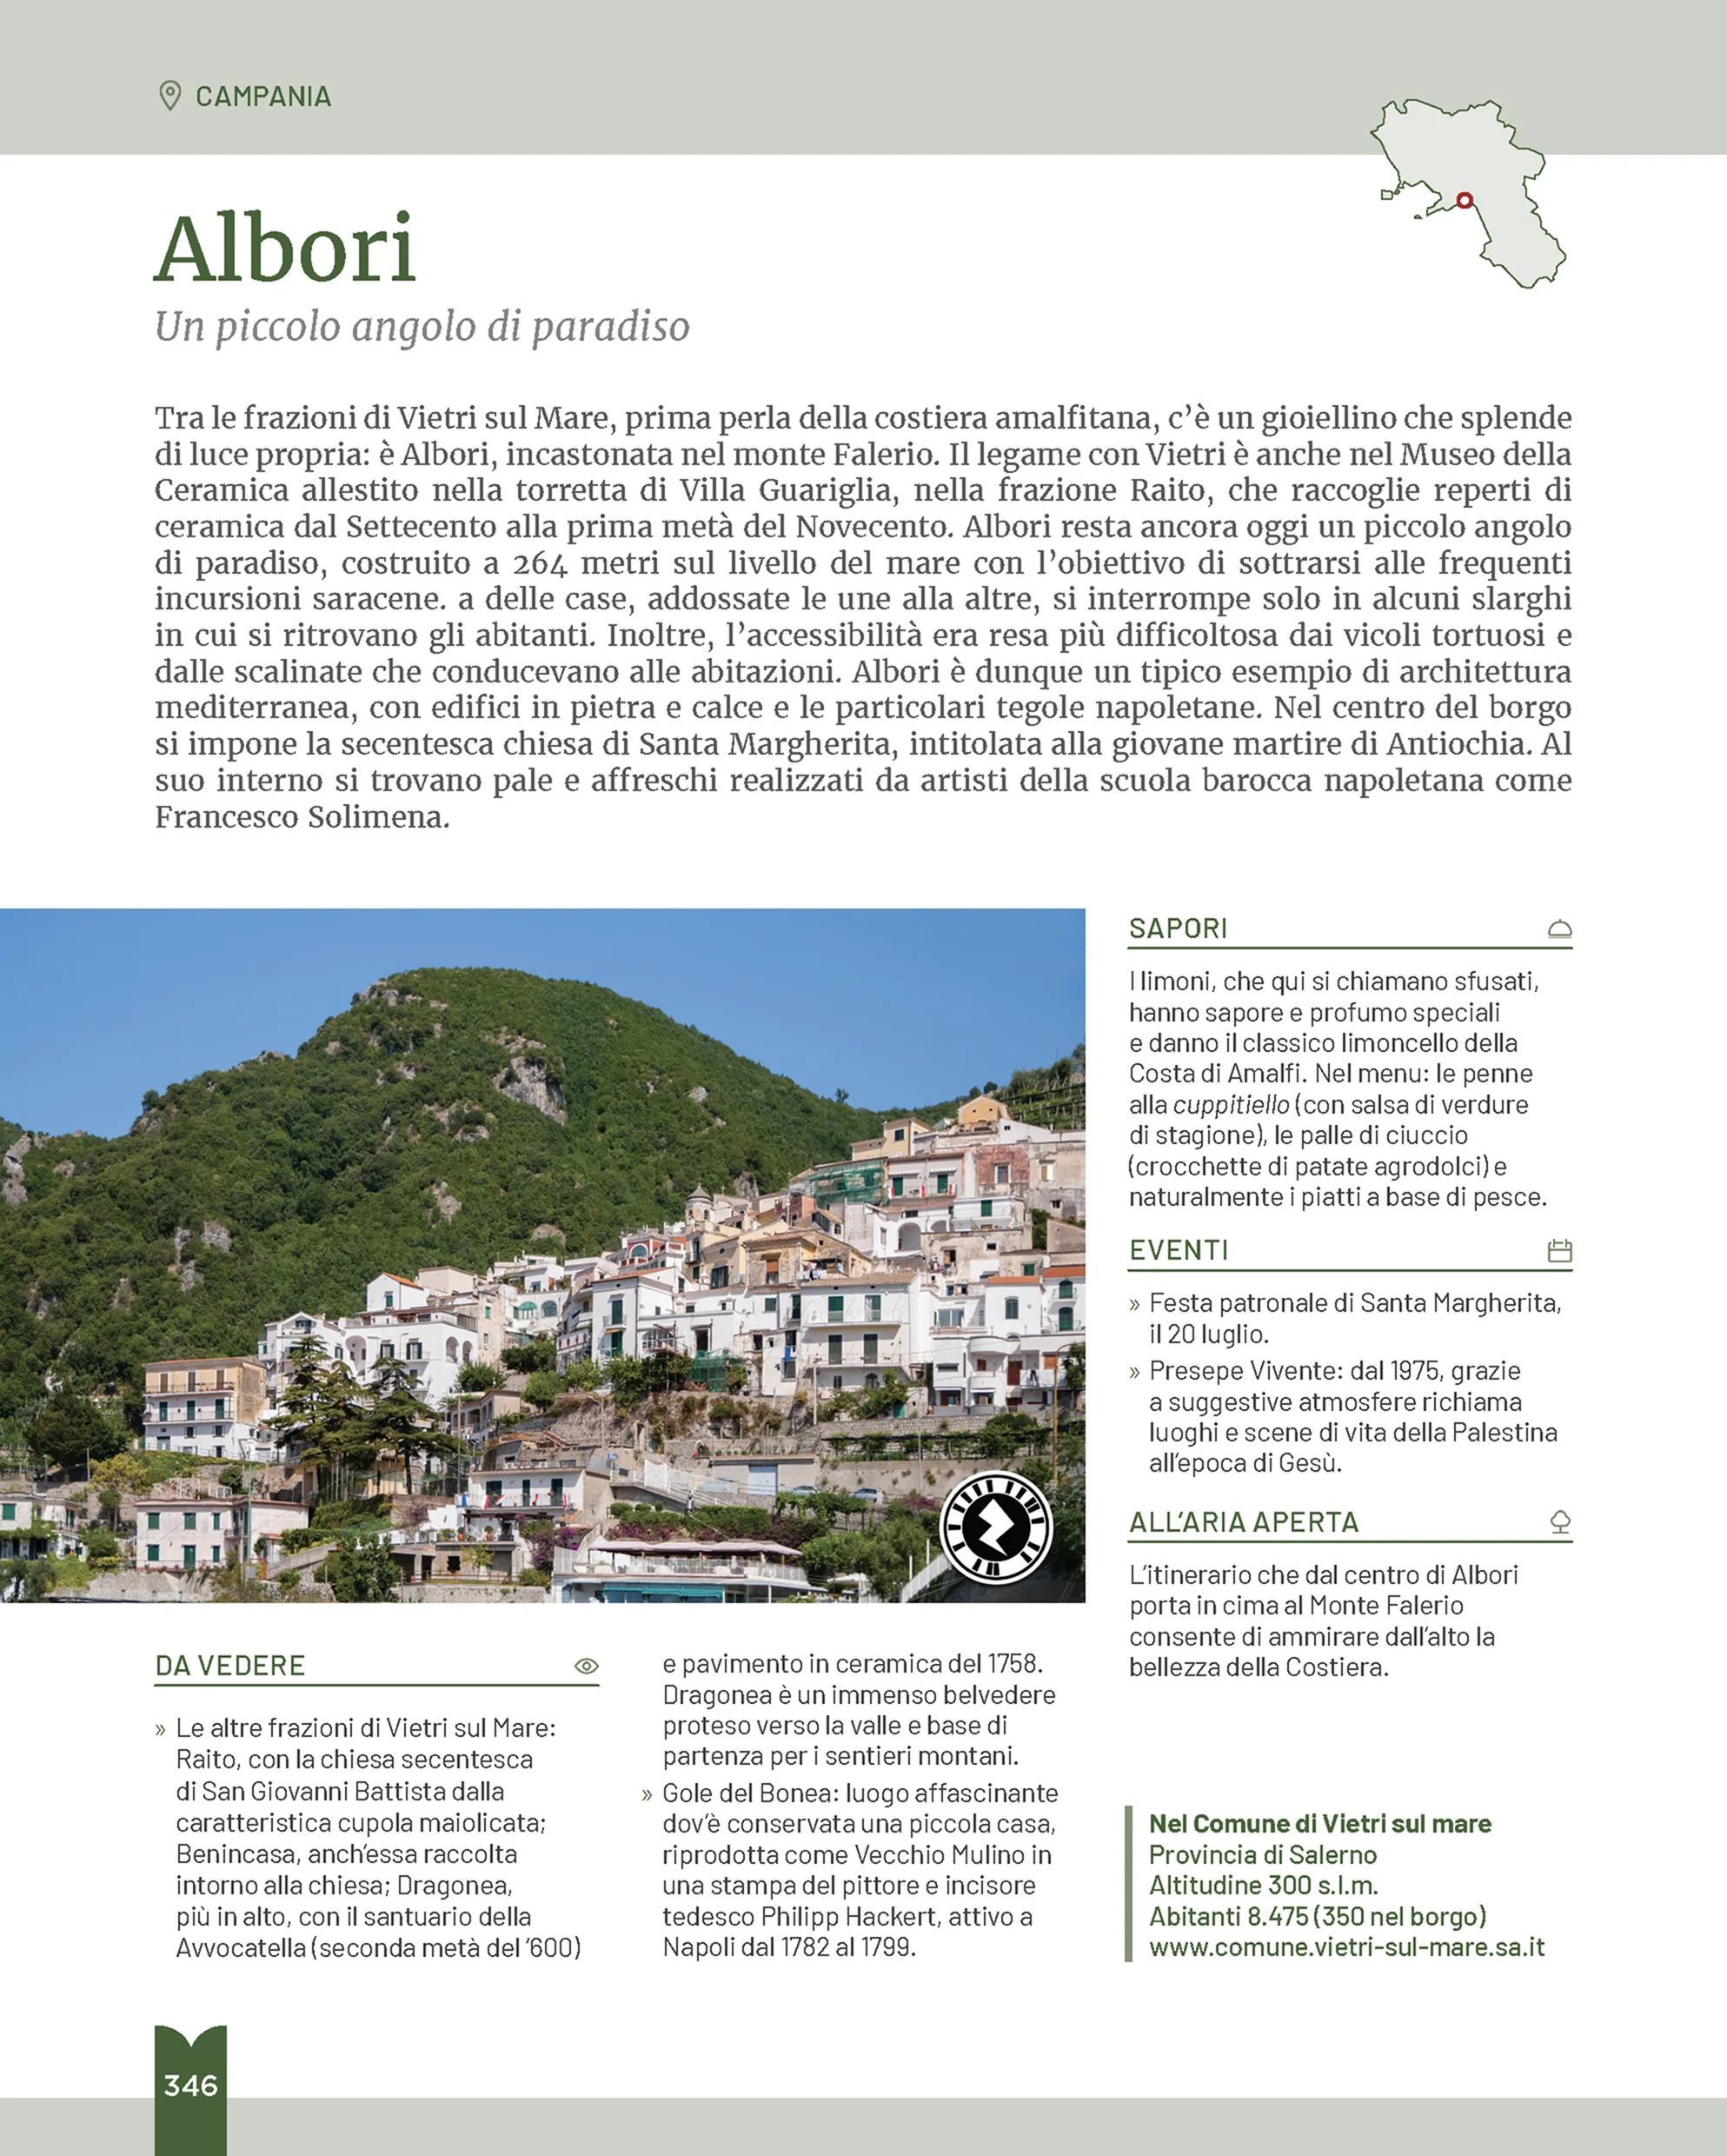 CAMPANIA
Albori
Un piccolo angolo di paradiso
Tra le frazioni di Vietri sul Mare, prima perla della costiera amalfitana, c’è un gioiellino che splende
di luce propria: è Albori, incastonata nel monte Falerio. Il legame con Vietri è anche nel Museo della
Ceramica allestito nella torretta di Villa Guariglia, nella frazione Raito, che raccoglie reperti di
ceramica dal Settecento alla prima metà del Novecento. Albori resta ancora oggi un piccolo angolo
di paradiso, costruito a 264 metri sul livello del mare con l’obiettivo di sottrarsi alle frequenti
incursioni saracene. a delle case, addossate le une alla altre, si interrompe solo in alcuni slarghi
in cui si ritrovano gli abitanti. Inoltre, l’accessibilità era resa più difficoltosa dai vicoli tortuosi e
dalle scalinate che conducevano alle abitazioni. Albori è dunque un tipico esempio di architettura
mediterranea, con edifici in pietra e calce e le particolari tegole napoletane. Nel centro del borgo
si impone la secentesca chiesa di Santa Margherita, intitolata alla giovane martire di Antiochia. Al
suo interno si trovano pale e affreschi realizzati da artisti della scuola barocca napoletana come
Francesco Solimena.
SAPORI
I limoni, che qui si chiamano sfusati,
hanno sapore e profumo speciali
e danno il classico limoncello della
Costa di Amalfi. Nel menu: le penne
alla cuppitiello (con salsa di verdure
di stagione), le palle di ciuccio
(crocchette di patate agrodolci) e
naturalmente i piatti a base di pesce.
EVENTI
» Festa patronale di Santa Margherita,
il 20 luglio.
» Presepe Vivente: dal 1975, grazie
a suggestive atmosfere richiama
luoghi e scene di vita della Palestina
all’epoca di Gesù.
ALL’ARIA APERTA
L’itinerario che dal centro di Albori
porta in cima al Monte Falerio
consente di ammirare dall’alto la
bellezza della Costiera.
DA VEDERE
» Le altre frazioni di Vietri sul Mare:
Raito, con la chiesa secentesca
di San Giovanni Battista dalla
caratteristica cupola maiolicata;
Benincasa, anch’essa raccolta
intorno alla chiesa; Dragonea,
più in alto, con il santuario della
Avvocatella (seconda metà del ‘600)
e pavimento in ceramica del 1758.
Dragonea è un immenso belvedere
proteso verso la valle e base di
partenza per i sentieri montani.
» Gole del Bonea: luogo affascinante
dov’è conservata una piccola casa,
riprodotta come Vecchio Mulino in
una stampa del pittore e incisore
tedesco Philipp Hackert, attivo a
Napoli dal 1782 al 1799.
Nel Comune di Vietri sul mare
Provincia di Salerno
Altitudine 300 s.l.m.
Abitanti 8.475 (350 nel borgo)
www.comune.vietri-sul-mare.sa.it
346